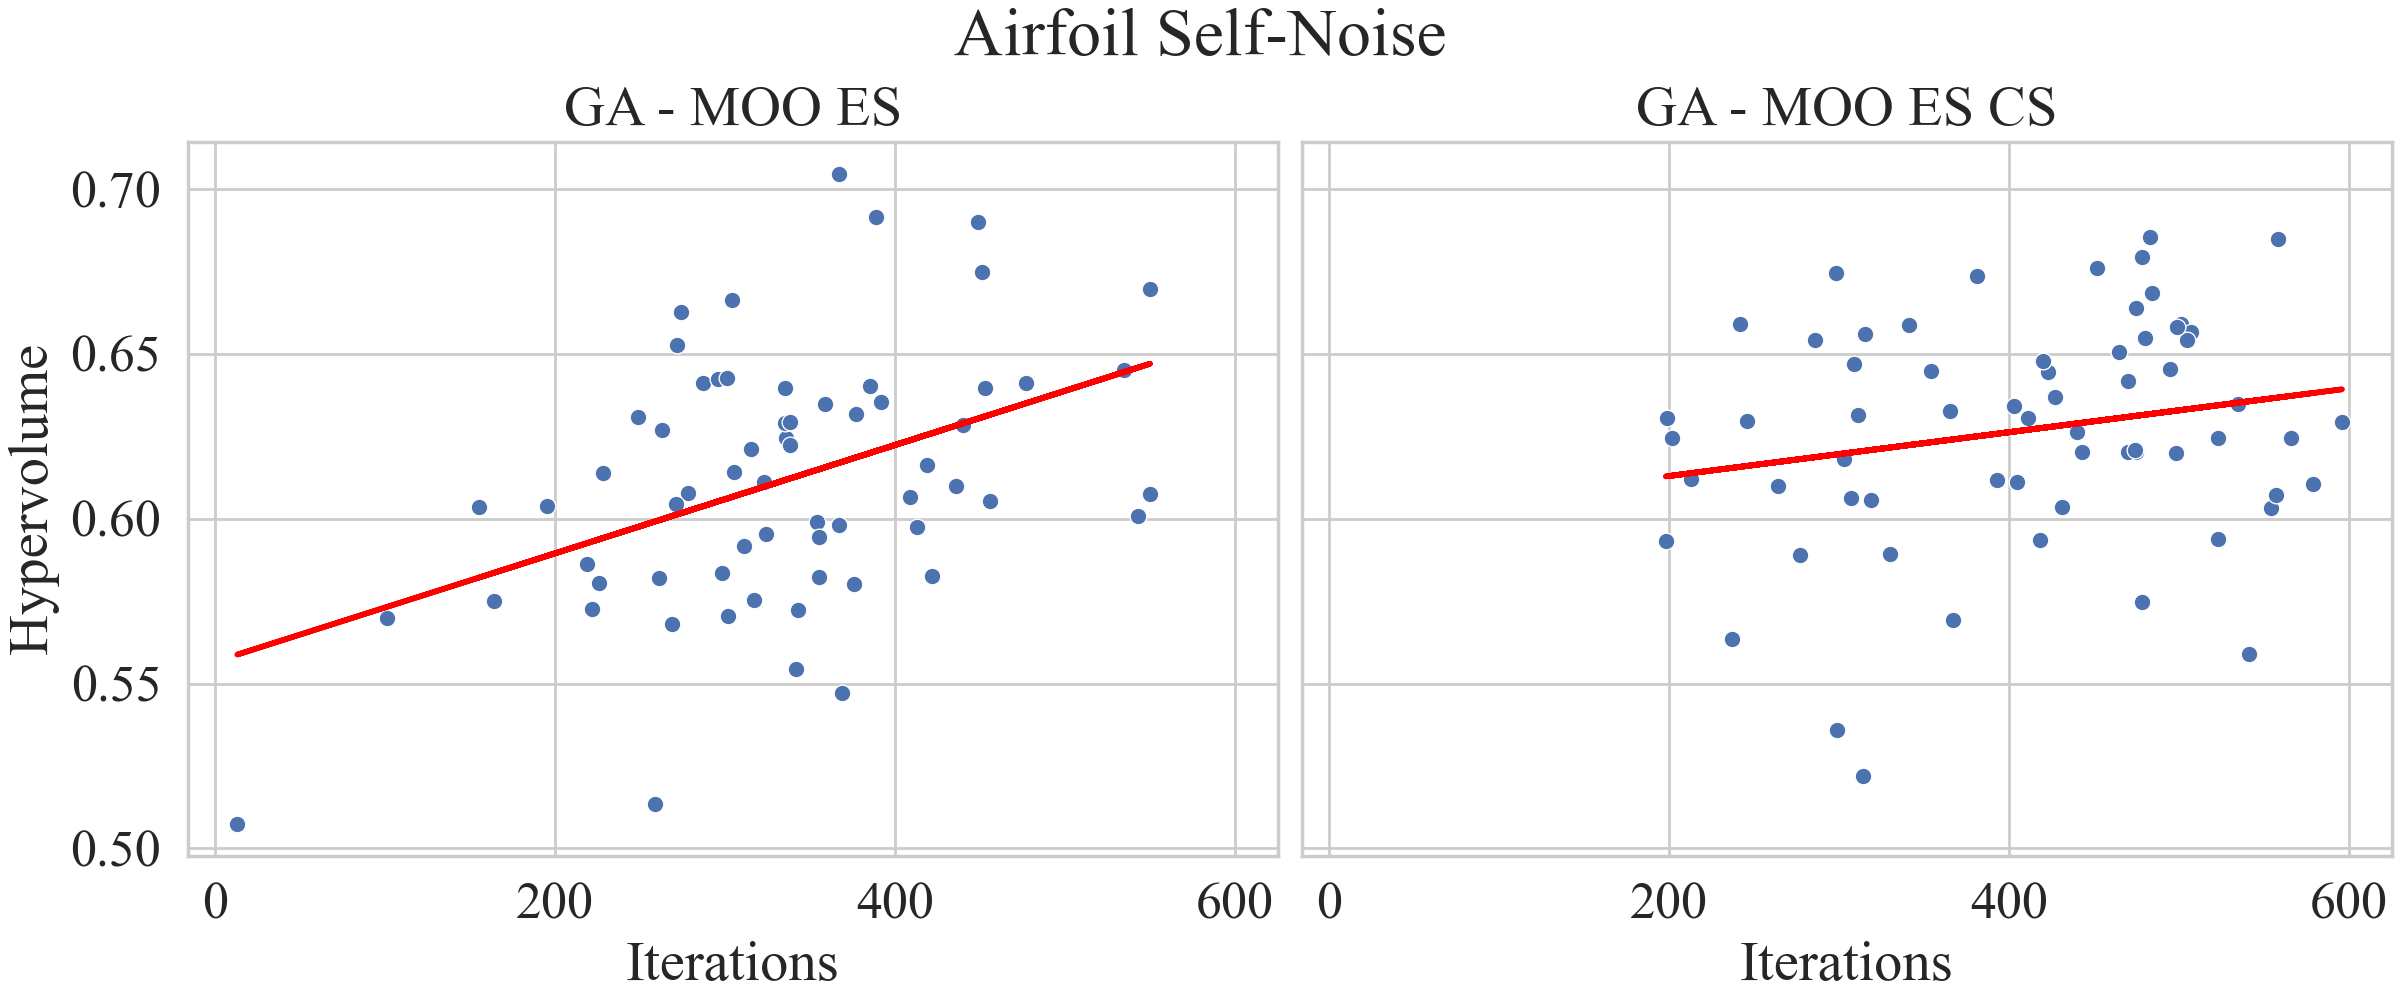 Airfoil Self-Noise
GA - MOO ES
GA - MOO ES CS
Hypervolume
0.70
0.65
0.60
0.55
0.50
0 200 400 600
0 200 400 600
Iterations
Iterations